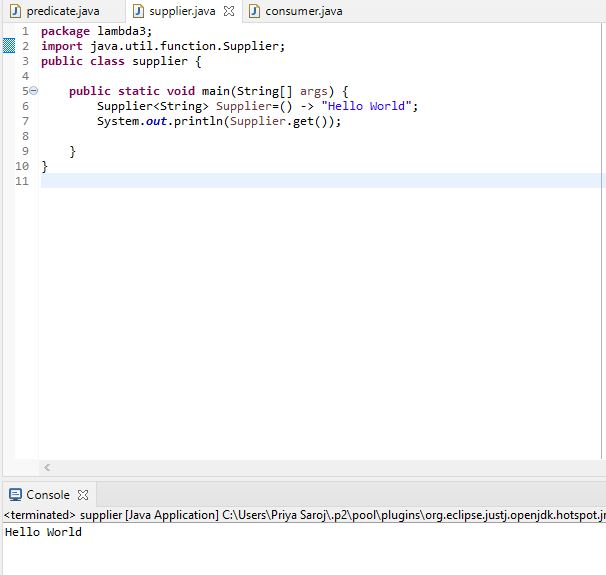 predicate.java supplier.java consumer.java
1 package lambda3;
2 import java.util.function.Supplier;
3 public class supplier {
4
5 public static void main(String[] args) {
6 Supplier<String> Supplier=() -> "Hello World";
7 System.out.println(Supplier.get());
8
9 }
10 }
11
Console
<terminated> supplier [Java Application] C:\Users\Priya Saroj\.p2\pool\plugins\org.eclipse.justj.openjdk.hotspot.jr
Hello World